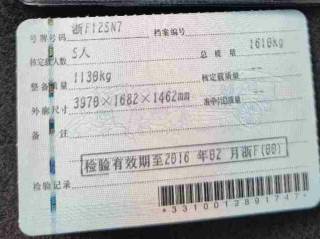 号牌号码 浙F125N7 档案编号
核定载人数 5人 总质量 1610kg
整备质量 1130kg 核定载质量 --
外廓尺寸 3970×1682×1462mm 准牵引总质量 --
备注
检验有效期至2016年02月浙F(00)
检验记录
*3310012891747*